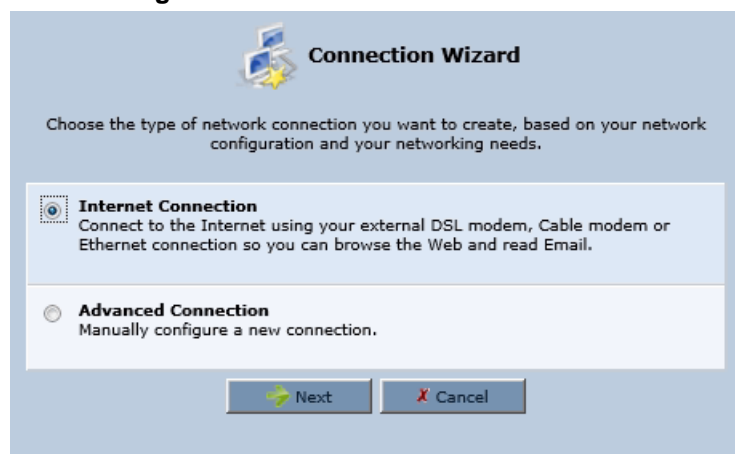 Connection Wizard
Choose the type of network connection you want to create, based on your network
configuration and your networking needs.
Internet Connection
Connect to the Internet using your external DSL modem, Cable modem or
Ethernet connection so you can browse the Web and read Email.
Advanced Connection
Manually configure a new connection.
Next
Cancel